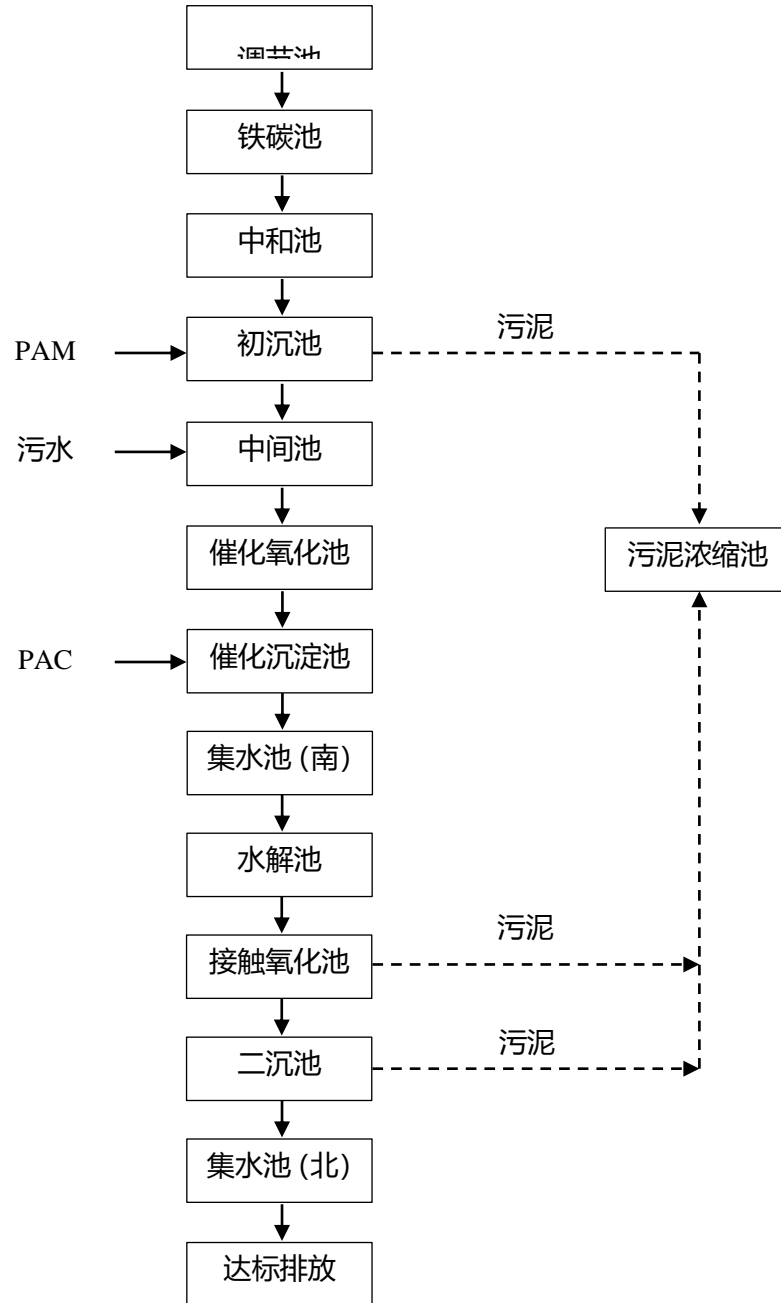 调节池
铁碳池
中和池
PAM
初沉池
污泥
污水
中间池
催化氧化池
污泥浓缩池
PAC
催化沉淀池
集水池 (南)
水解池
接触氧化池
污泥
二沉池
污泥
集水池 (北)
达标排放